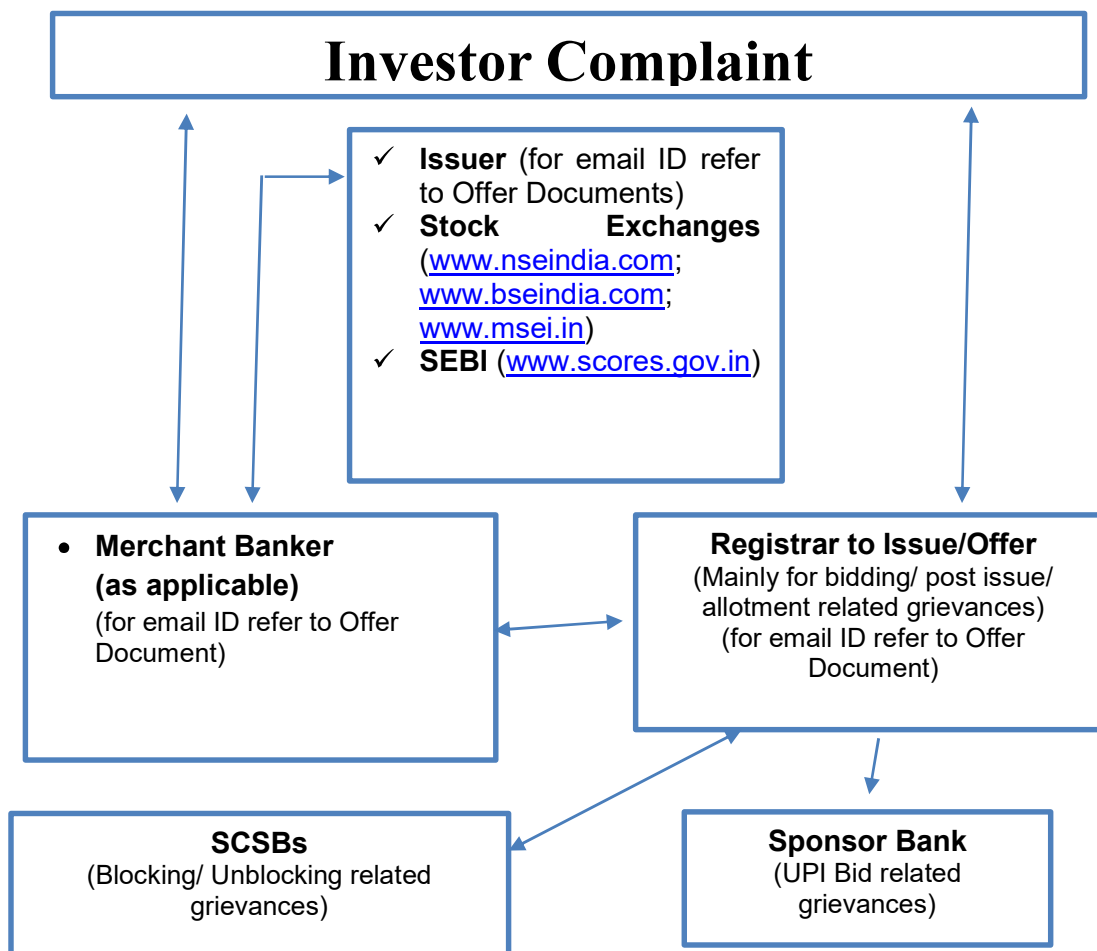 Investor Complaint
✓ Issuer (for email ID refer
to Offer Documents)
✓ Stock Exchanges
(www.nseindia.com;
www.bseindia.com;
www.msei.in)
✓ SEBI (www.scores.gov.in)
• Merchant Banker
(as applicable)
(for email ID refer to Offer
Document)
Registrar to Issue/Offer
(Mainly for bidding/ post issue/
allotment related grievances)
(for email ID refer to Offer
Document)
SCSBs
(Blocking/ Unblocking related
grievances)
Sponsor Bank
(UPI Bid related
grievances)